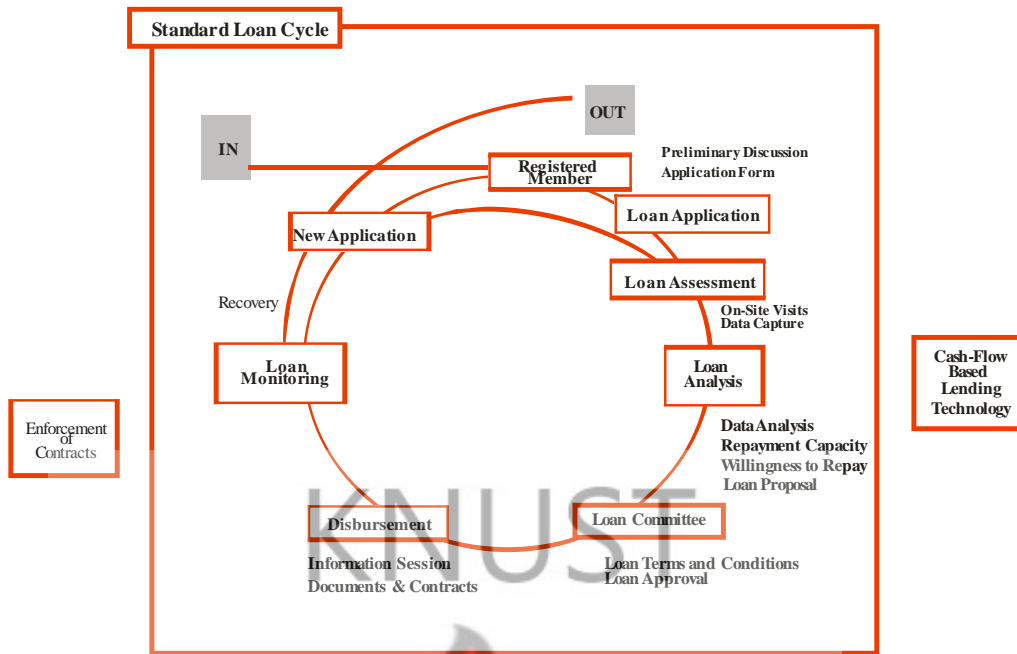 Standard Loan Cycle
OUT
IN
Registered
Member
Preliminary Discussion
Application Form
Loan Application
New Application
Loan Assessment
On-Site Visits
Data Capture
Recovery
Loan
Monitoring
Loan
Analysis
Cash-Flow
Based
Lending
Technology
Enforcement
of
Contracts
Data Analysis
Repayment Capacity
Willingness to Repay
Loan Proposal
KNUST
Disbursement
Loan Committee
Information Session
Documents & Contracts
Loan Terms and Conditions
Loan Approval